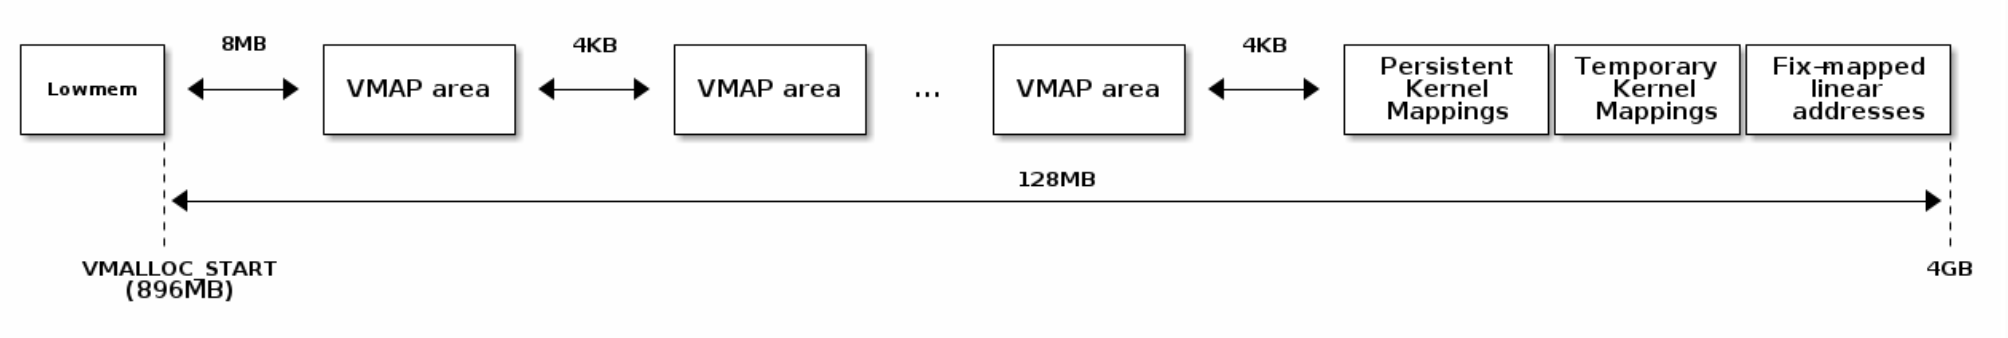 8MB
4KB
4KB
Lowmem
VMAP area
VMAP area
...
VMAP area
Persistent
Kernel
Mappings
Temporary
Kernel
Mappings
Fix-mapped
linear
addresses
128MB
VMALLOC_START
(896MB)
4GB